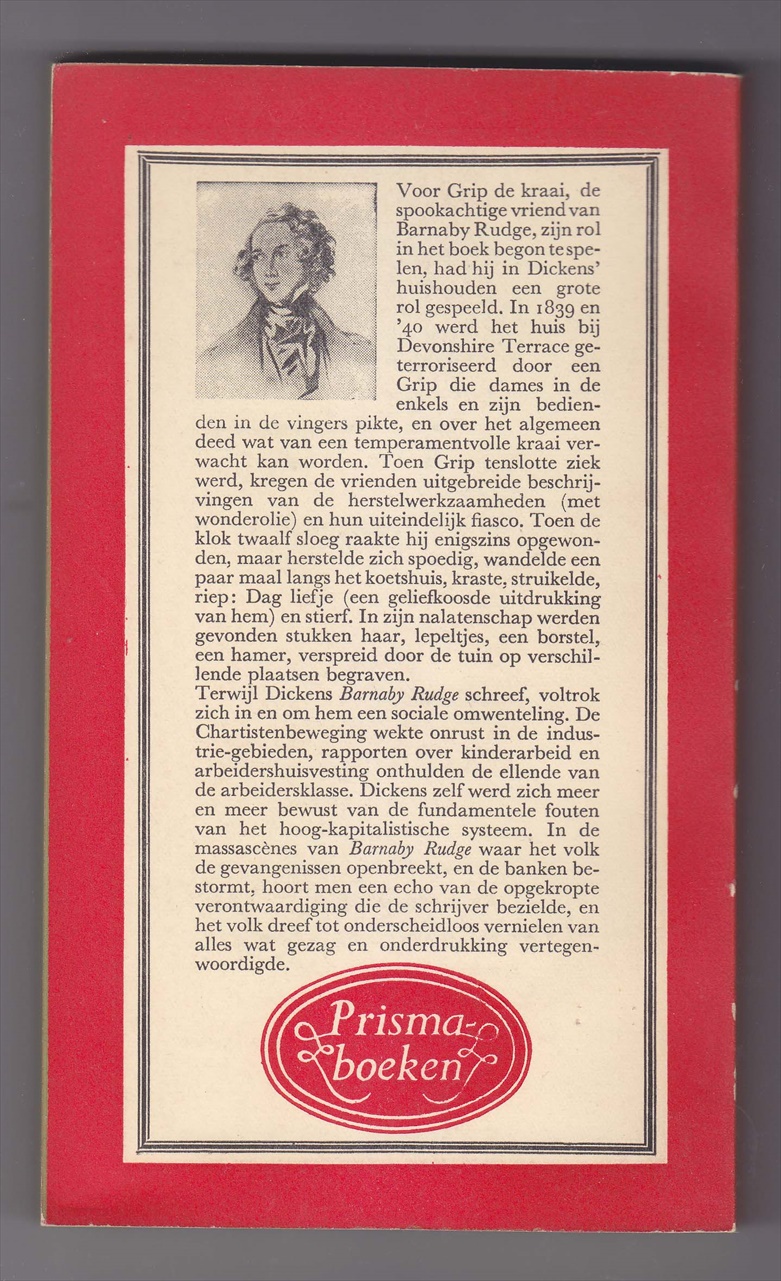 Voor Grip de kraai, de
spookachtige vriend van
Barnaby Rudge, zijn rol
in het boek begon te spe-
len, had hij in Dickens'
huishouden een grote
rol gespeeld. In 1839 en
'40 werd het huis bij
Devonshire Terrace ge-
terroriseerd door een
Grip die dames in de
enkels en zijn bedien-
den in de vingers pikte, en over het algemeen
deed wat van een temperamentvolle kraai ver-
wacht kan worden. Toen Grip tenslotte ziek
werd, kregen de vrienden uitgebreide beschrij-
vingen van de herstelwerkzaamheden (met
wonderolie) en hun uiteindelijk fiasco. Toen de
klok twaalf sloeg raakte hij enigszins opgewon-
den, maar herstelde zich spoedig, wandelde een
paar maal langs het koetshuis, kraste, struikelde,
riep: Dag liefje (een geliefkoosde uitdrukking
van hem) en stierf. In zijn nalatenschap werden
gevonden stukken haar, lepeltjes, een borstel,
een hamer, verspreid door de tuin op verschil-
lende plaatsen begraven.
Terwijl Dickens Barnaby Rudge schreef, voltrok
zich in en om hem een sociale omwenteling. De
Chartistenbeweging wekte onrust in de indus-
trie-gebieden, rapporten over kinderarbeid en
arbeidershuisvesting onthulden de ellende van
de arbeidersklasse. Dickens zelf werd zich meer
en meer bewust van de fundamentele fouten
van het hoog-kapitalistische systeem. In de
massascènes van Barnaby Rudge waar het volk
de gevangenissen openbreekt, en de banken be-
stormt, hoort men een echo van de opgekropte
verontwaardiging die de schrijver bezielde, en
het volk dreef tot onderscheidloos vernielen van
alles wat gezag en onderdrukking vertegen-
woordigde.
Prisma-
boeken